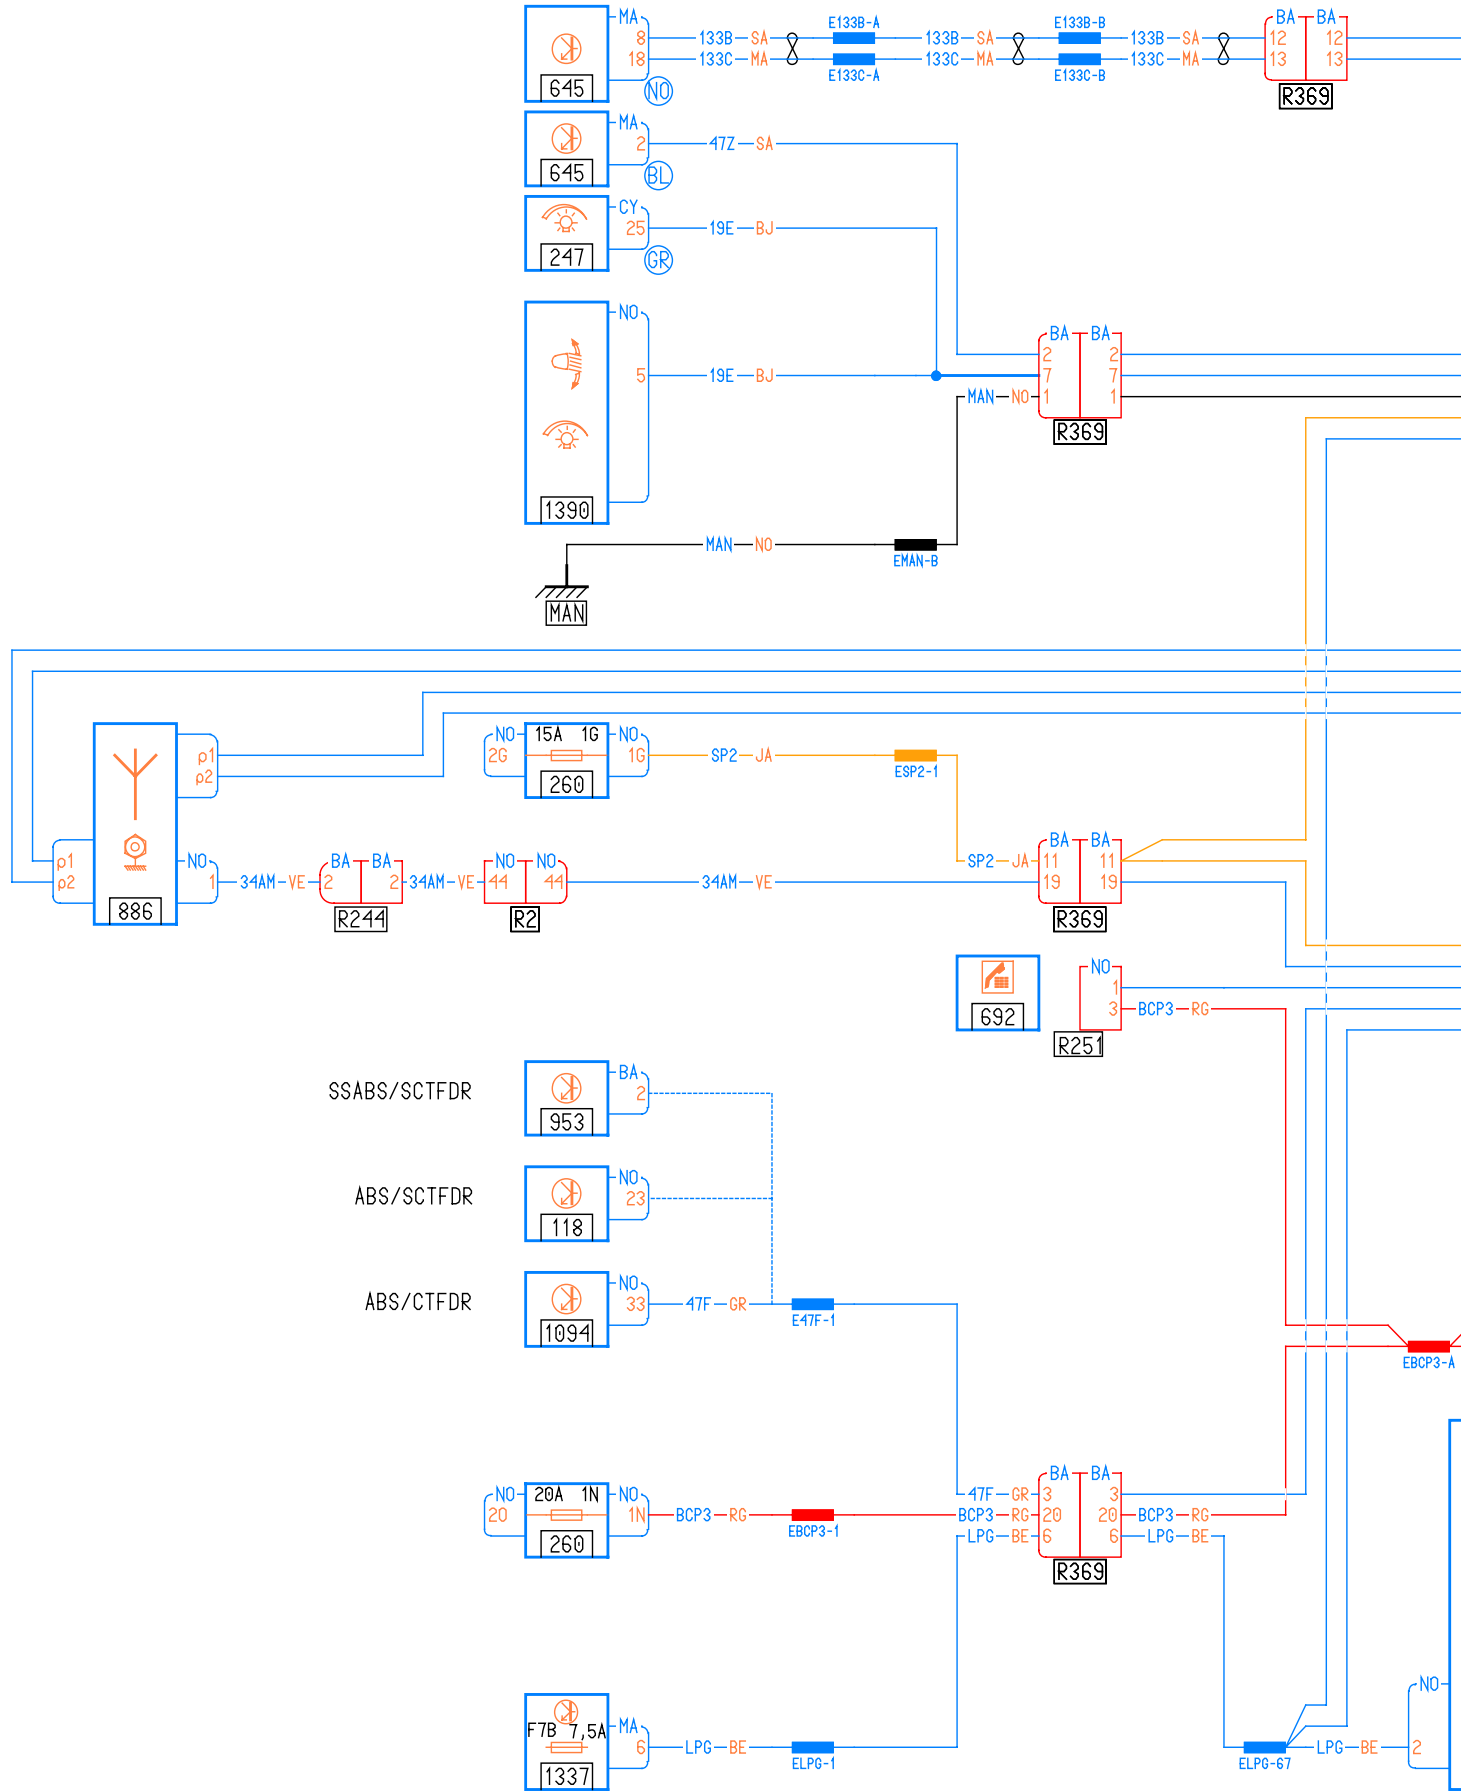 MA E133B-A E133B-B BA BA
8 133B SA 133B SA 133B SA 12 12
18 133C MA 133C MA 133C MA 13 13
E133C-A E133C-B
645 NO R369
MA
2 47Z SA
645 BL
CY
25 19E BJ
247 GR
NO
BA BA
2 2
5 19E BJ 7 7
MAN NO 1 1
R369
1390
MAN NO
EMAN-B
MAN
NO 15A 1G NO
p1 2G 1G SP2 JA
p2 ESP2-1
260
BA BA
p1 NO BA BA NO NO SP2 JA 11 11
p2 1 34AM VE 2 2 34AM VE 44 44 34AM VE 19 19
886 R244 R2 R369
NO
1
692 3 BCP3 RG
R251
BA
SSABS/SCTFDR 2
953
NO
ABS/SCTFDR 23
118
NO
ABS/CTFDR 33 47F GR
E47F-1
1094
EBCP3-A
BA BA
NO 20A 1N NO 47F GR 3 3
20 1N BCP3 RG BCP3 RG 20 20 BCP3 RG
EBCP3-1 LPG BE 6 6 LPG BE
260 R369
NO
F7B 7,5A MA
6 LPG BE LPG BE 2
ELPG-1 ELPG-67
1337